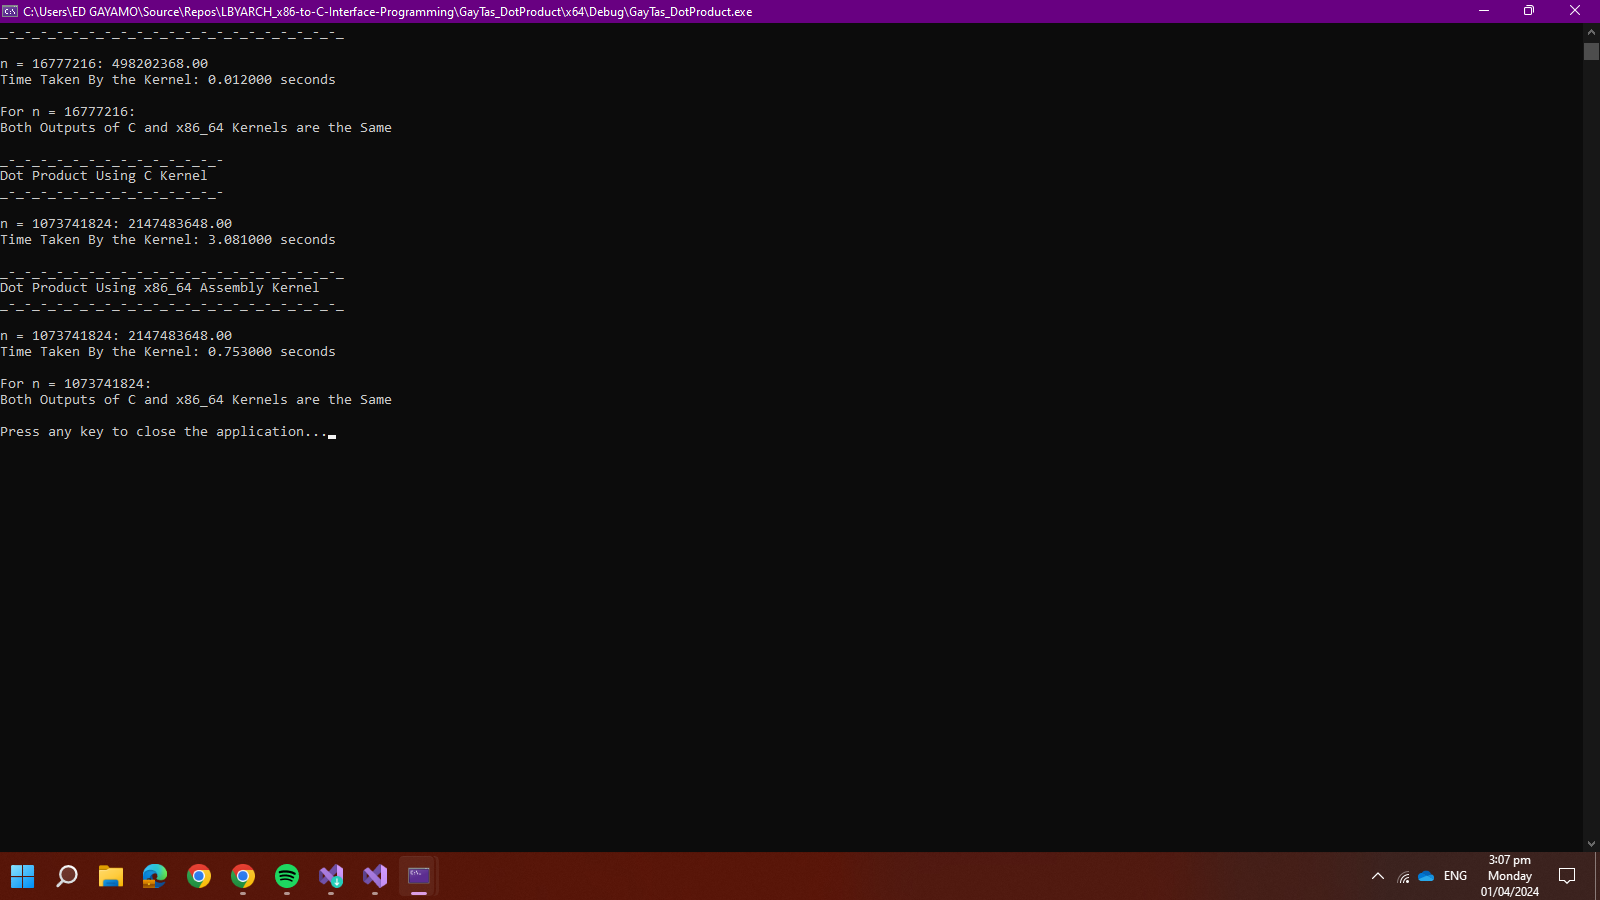 C:\Users\ED GAYAMO\Source\Repos\LBYARCH_x86-to-C-Interface-Programming\GayTas_DotProduct\x64\Debug\GayTas_DotProduct.exe
_-_-_-_-_-_-_-_-_-_-_-_-_-_-_-_-_-_-_-_-_-_
n = 16777216: 498202368.00
Time Taken By the Kernel: 0.012000 seconds
For n = 16777216:
Both Outputs of C and x86_64 Kernels are the Same
_-_-_-_-_-_-_-_-_-_-_-_-_-_-
Dot Product Using C Kernel
_-_-_-_-_-_-_-_-_-_-_-_-_-_-
n = 1073741824: 2147483648.00
Time Taken By the Kernel: 3.081000 seconds
_-_-_-_-_-_-_-_-_-_-_-_-_-_-_-_-_-_-_-_-_-_
Dot Product Using x86_64 Assembly Kernel
_-_-_-_-_-_-_-_-_-_-_-_-_-_-_-_-_-_-_-_-_-_
n = 1073741824: 2147483648.00
Time Taken By the Kernel: 0.753000 seconds
For n = 1073741824:
Both Outputs of C and x86_64 Kernels are the Same
Press any key to close the application...
ENG
3:07 pm
Monday
01/04/2024